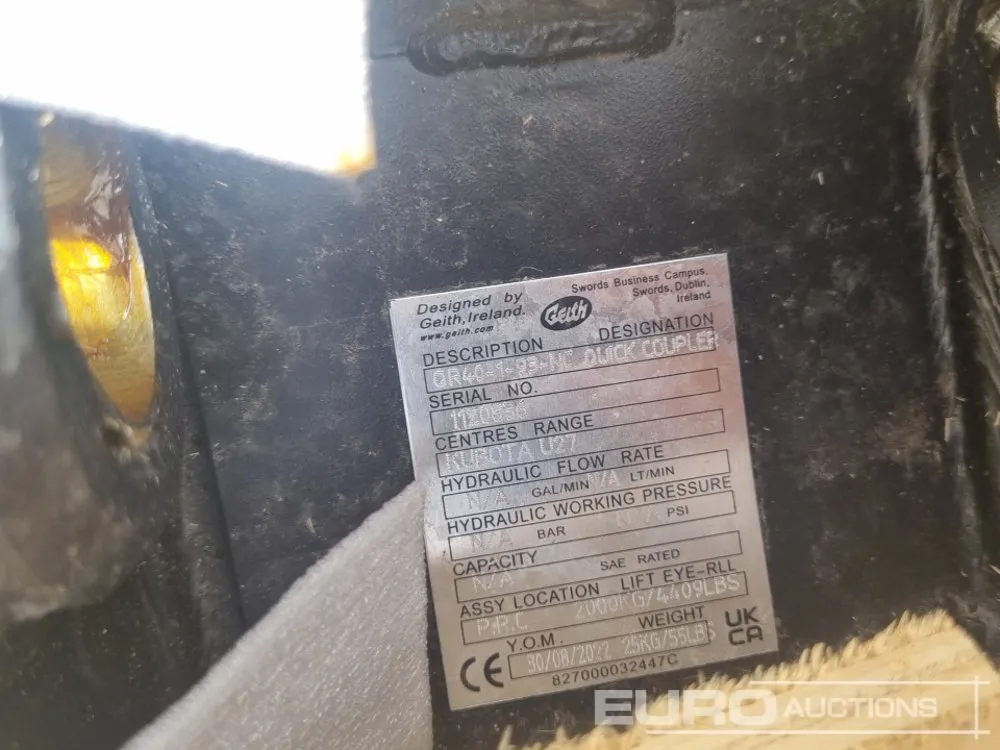 Designed by
Geith, Ireland.
www.geith.com
Geith
Swords Business Campus,
Swords, Dublin,
Ireland
DESCRIPTION DESIGNATION
QUICK COUPLER
SERIAL NO.
CENTRES RANGE
KUBOTA U27
HYDRAULIC FLOW RATE
N/A GAL/MIN N/A LT/MIN
HYDRAULIC WORKING PRESSURE
N/A BAR N/A PSI
CAPACITY SAE RATED
N/A
ASSY LOCATION LIFT EYE-RLL
P.R.C 2000KG/4409LBS
Y.O.M. WEIGHT
30/08/2022 25KG/55LBS
CE 827000032447C UK CA
EURO AUCTIONS